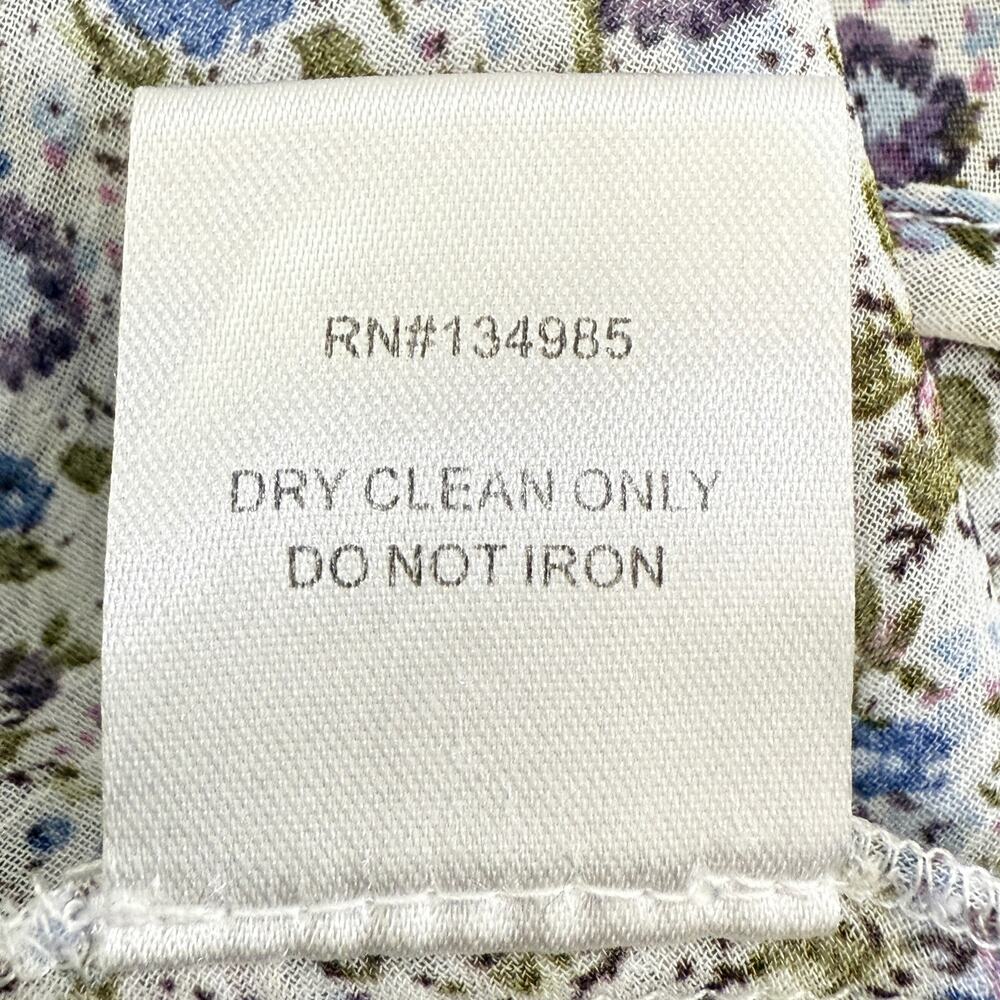 RN#134985
DRY CLEAN ONLY
DO NOT IRON